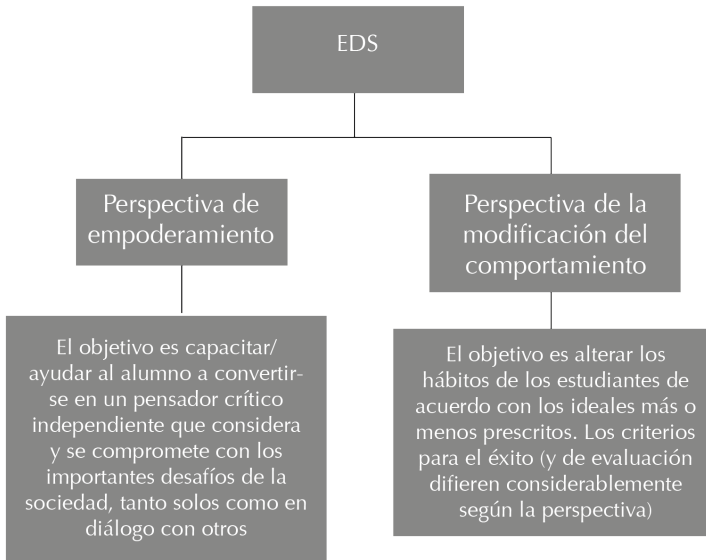 EDS
Perspectiva de
empoderamiento
Perspectiva de la
modificación del
comportamiento
El objetivo es capacitar/
ayudar al alumno a convertir-
se en un pensador crítico
independiente que considera
y se compromete con los
importantes desafíos de la
sociedad, tanto solos como en
diálogo con otros
El objetivo es alterar los
hábitos de los estudiantes de
acuerdo con los ideales más o
menos prescritos. Los criterios
para el éxito (y de evaluación
difieren considerablemente
según la perspectiva)